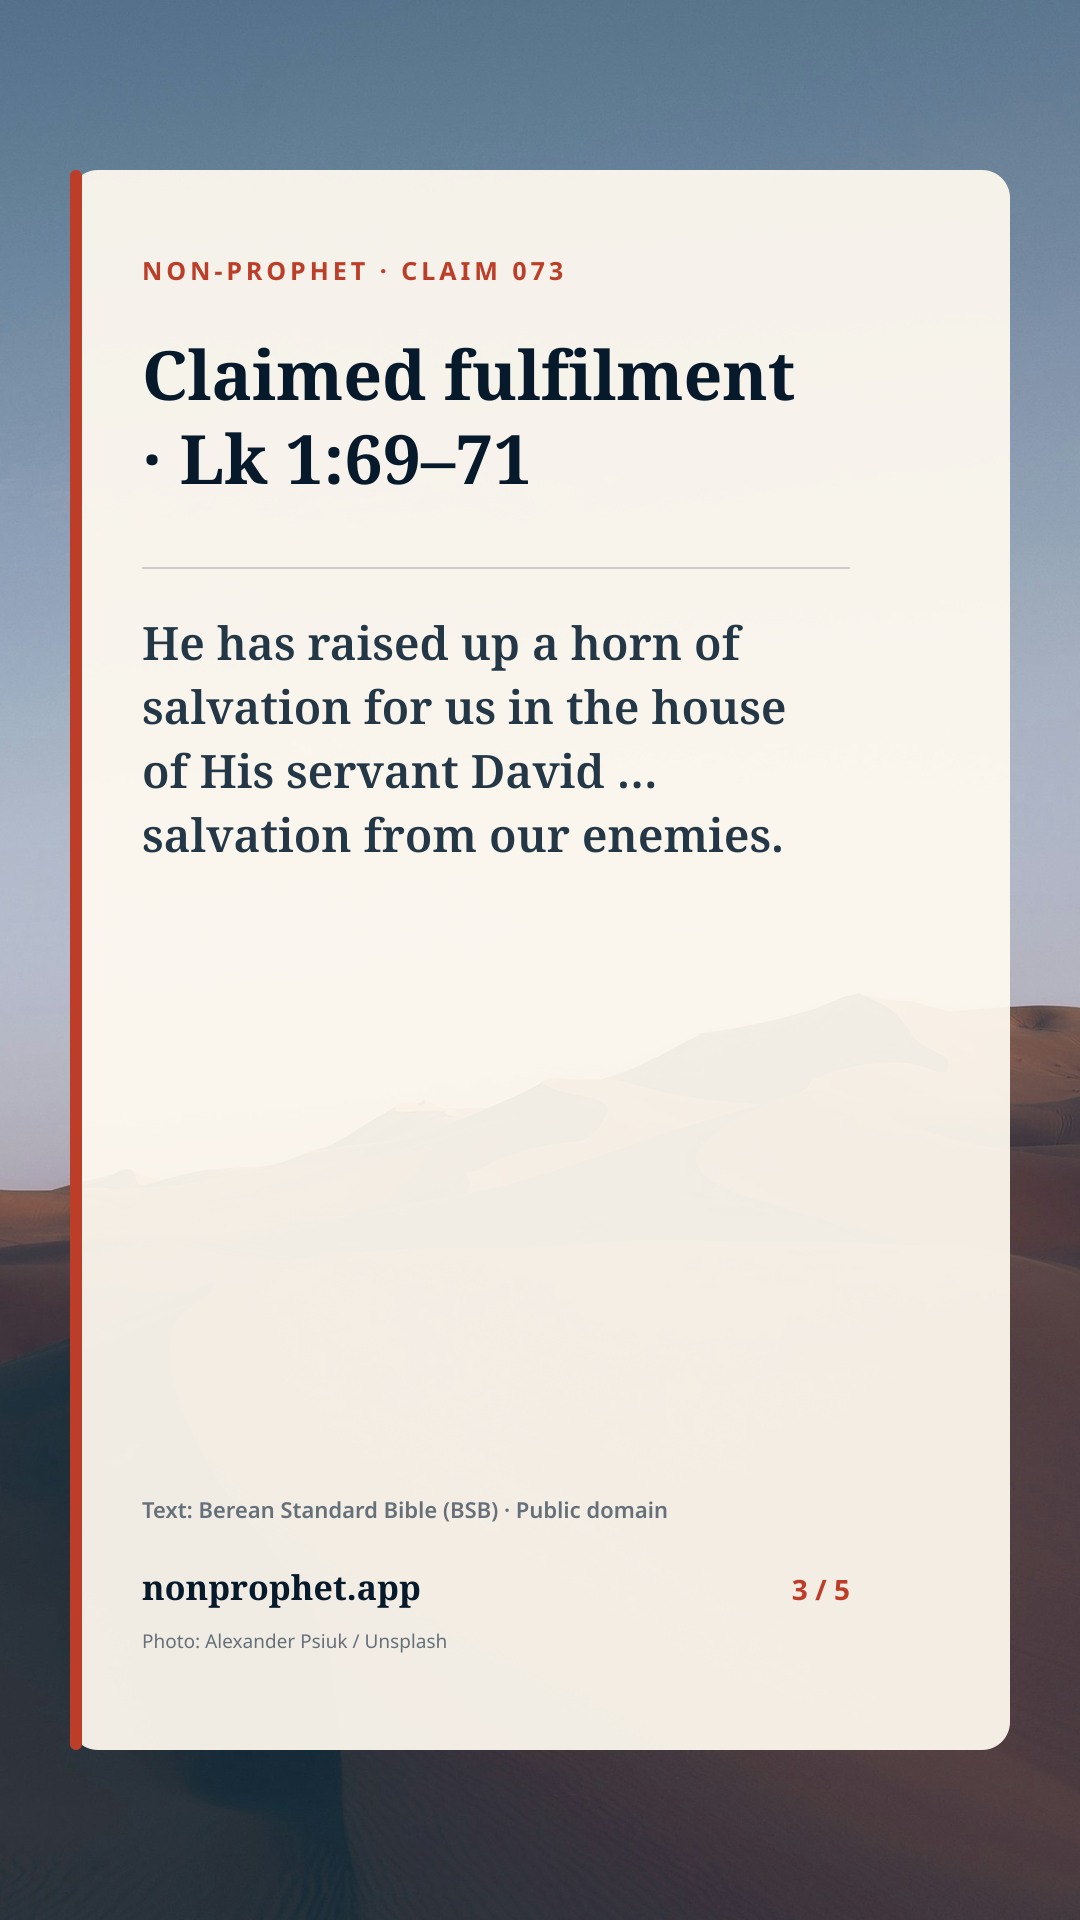 NON-PROPHET · CLAIM 073
Claimed fulfilment
· Lk 1:69–71
He has raised up a horn of
salvation for us in the house
of His servant David ...
salvation from our enemies.
Text: Berean Standard Bible (BSB) · Public domain
nonprophet.app
3 / 5
Photo: Alexander Psiuk / Unsplash